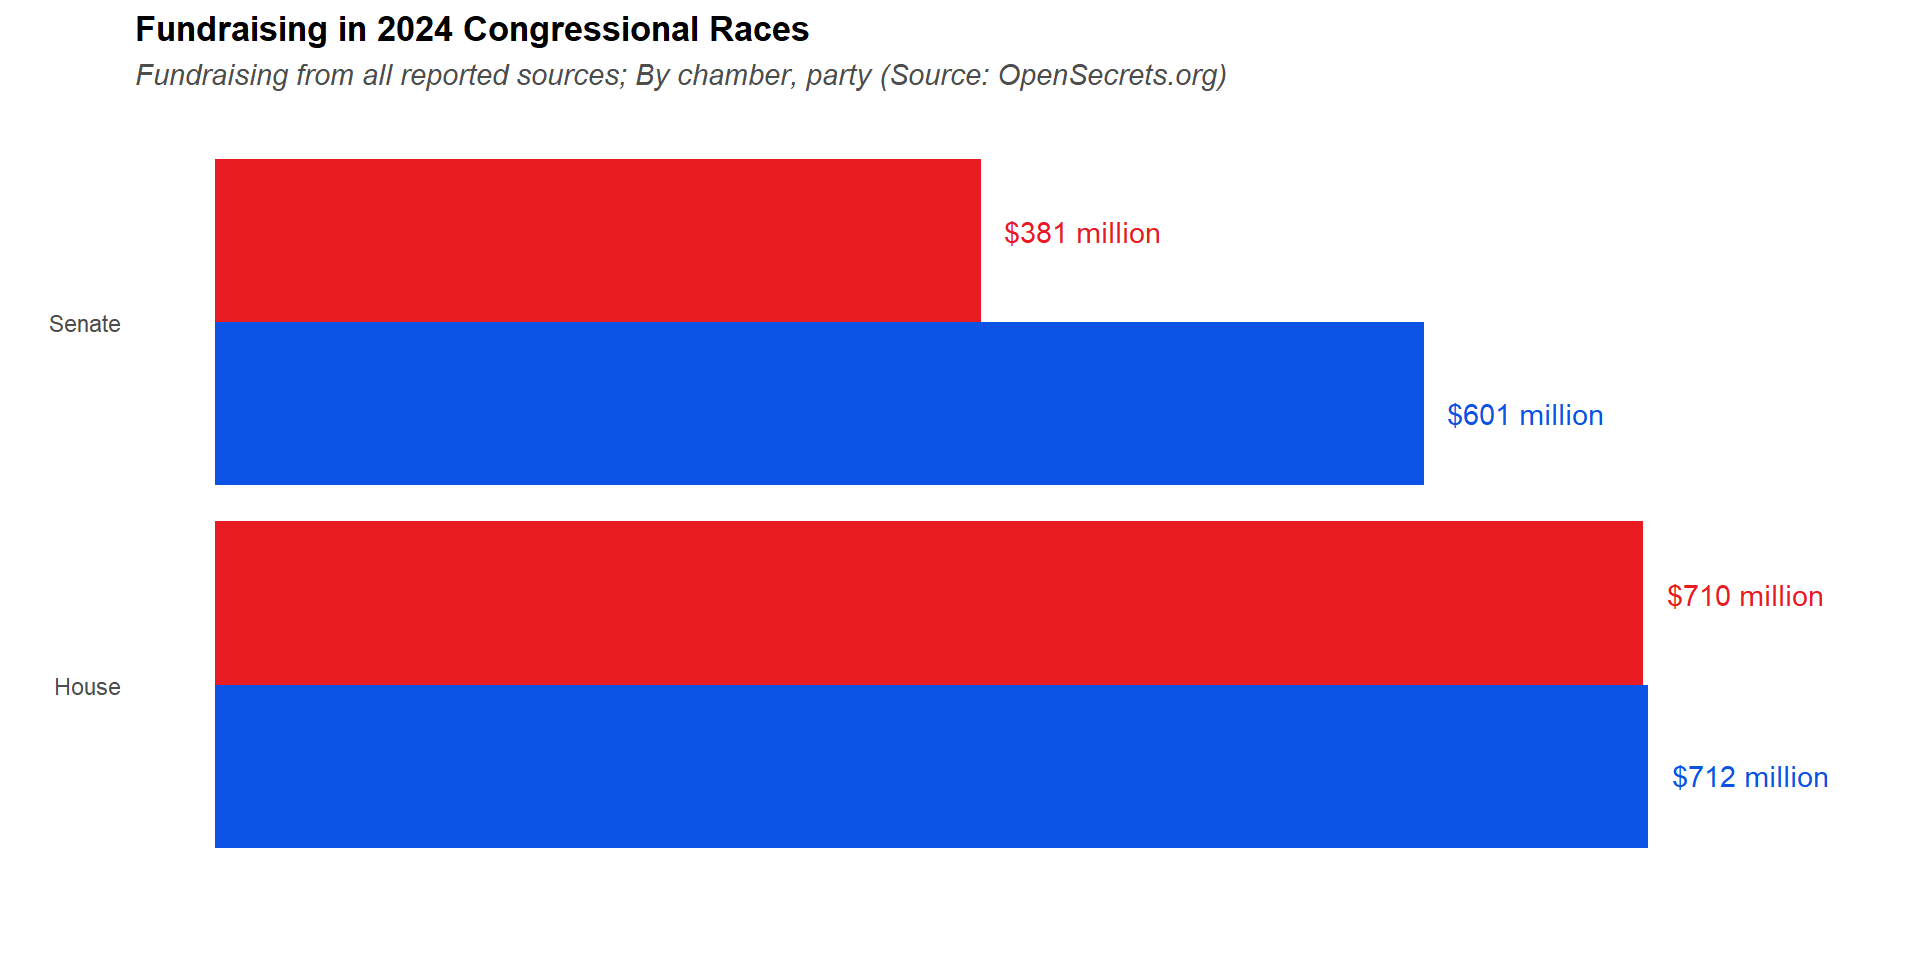 Fundraising in 2024 Congressional Races
Fundraising from all reported sources; By chamber, party (Source: OpenSecrets.org)
$381 million
Senate
$601 million
$710 million
House
$712 million